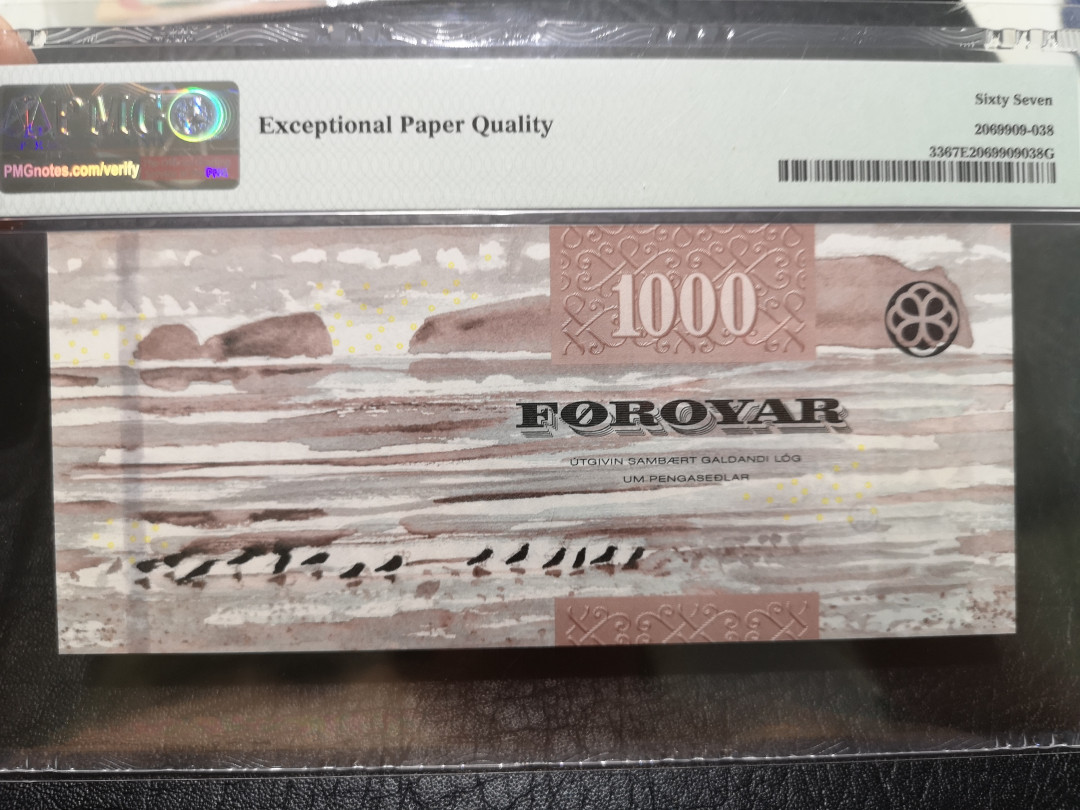 PMG
PMGnotes.com/verify
Exceptional Paper Quality
Sixty Seven
2069909-038
3367E2069909038G
1000
FØROYAR
ÚTGIVIN SAMBÆRT GALDANDI LÓG
UM PENGASEÐLAR